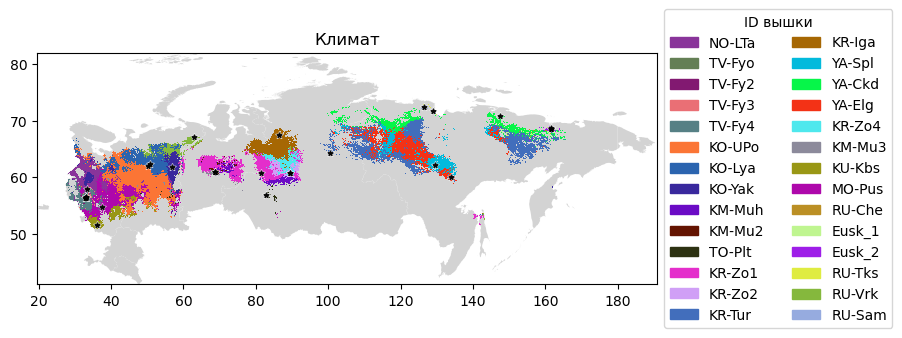 Климат
80
70
60
50
20
40
60
80
100
120
140
160
180
ID вышки
NO-LTa
TV-Fyo
TV-Fy2
TV-Fy3
TV-Fy4
KO-UPo
KO-Lya
KO-Yak
KM-Muh
KM-Mu2
TO-Plt
KR-Zo1
KR-Zo2
KR-Tur
KR-Iga
YA-Spl
YA-Ckd
YA-Elg
KR-Zo4
KM-Mu3
KU-Kbs
MO-Pus
RU-Che
Eusk_1
Eusk_2
RU-Tks
RU-Vrk
RU-Sam